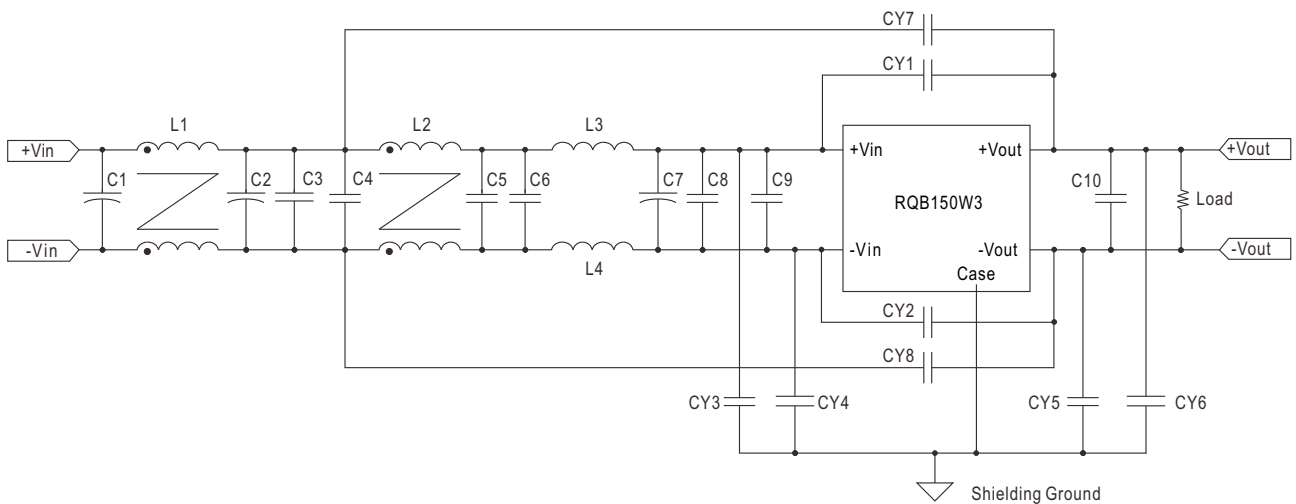 CY7
CY1
L1
L2
L3
+Vin
+Vin
+Vout
+Vout
C1
C2
C3
C4
C5
C6
C7
C8
C9
RQB150W3
C10
Load
-Vin
L4
-Vin
-Vout
-Vout
Case
CY2
CY8
CY3
CY4
CY5
CY6
Shielding Ground